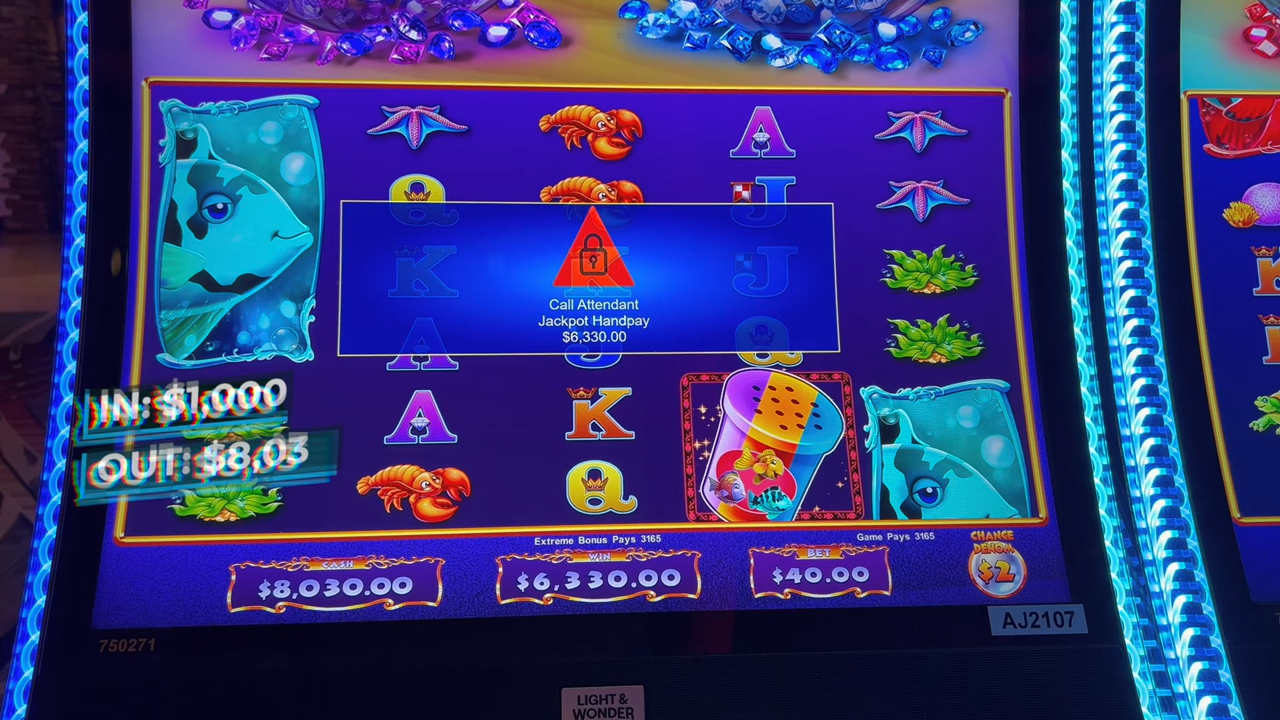 A
Q
J
K
J
Call Attendant
Jackpot Handpay
$6,330.00
A
J
Q
IN: $1,000
OUT: $8,03
A
K
Q
Extreme Bonus Pays 3165
Game Pays 3165
CASH
$8,030.00
WIN
$6,330.00
BET
$40.00
CHANGE
DENOM
$2
AJ2107
750271
LIGHT &
WONDER